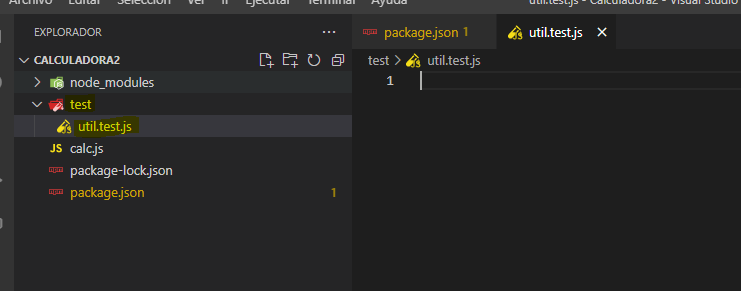 Archivo Editar Selección Ver Ir Ejecutar Terminal Ayuda util.test.js - Calculadora2 - Visual Studio
EXPLORADOR ···
package.json 1 util.test.js
CALCULADORA2
test > util.test.js
node_modules
1
test
util.test.js
JS calc.js
package-lock.json
package.json 1